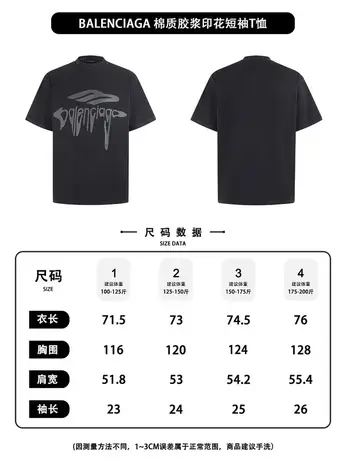 BALENCIAGA 棉质胶浆印花短袖T恤
Balenciaga
尺码数据
SIZE DATA
尺码 1 2 3 4
SIZE 建议体重 建议体重 建议体重 建议体重
100-125斤 125-150斤 150-175斤 175-200斤
衣长 71.5 73 74.5 76
胸围 116 120 124 128
肩宽 51.8 53 54.2 55.4
袖长 23 24 25 26
(因测量方法不同，1~3CM误差属于正常范围，商品建议手洗)